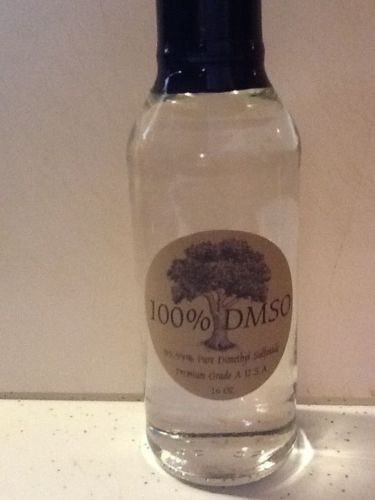 100% DMSO
99.99% Pure Dimethyl Sulfoxide
Premium Grade A U.S.A.
16 OZ.